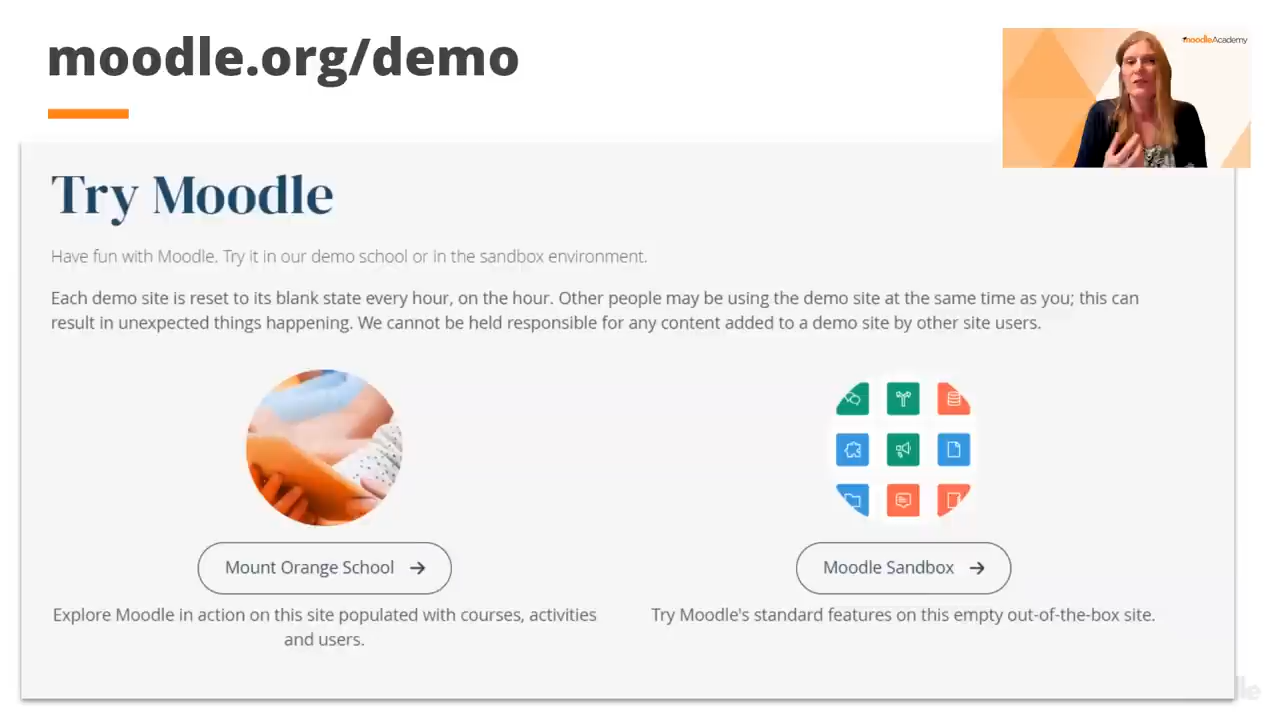 moodle.org/demo
moodleAcademy
Try Moodle
Have fun with Moodle. Try it in our demo school or in the sandbox environment.
Each demo site is reset to its blank state every hour, on the hour. Other people may be using the demo site at the same time as you; this can
result in unexpected things happening. We cannot be held responsible for any content added to a demo site by other site users.
Mount Orange School →
Explore Moodle in action on this site populated with courses, activities
and users.
Moodle Sandbox →
Try Moodle's standard features on this empty out-of-the-box site.